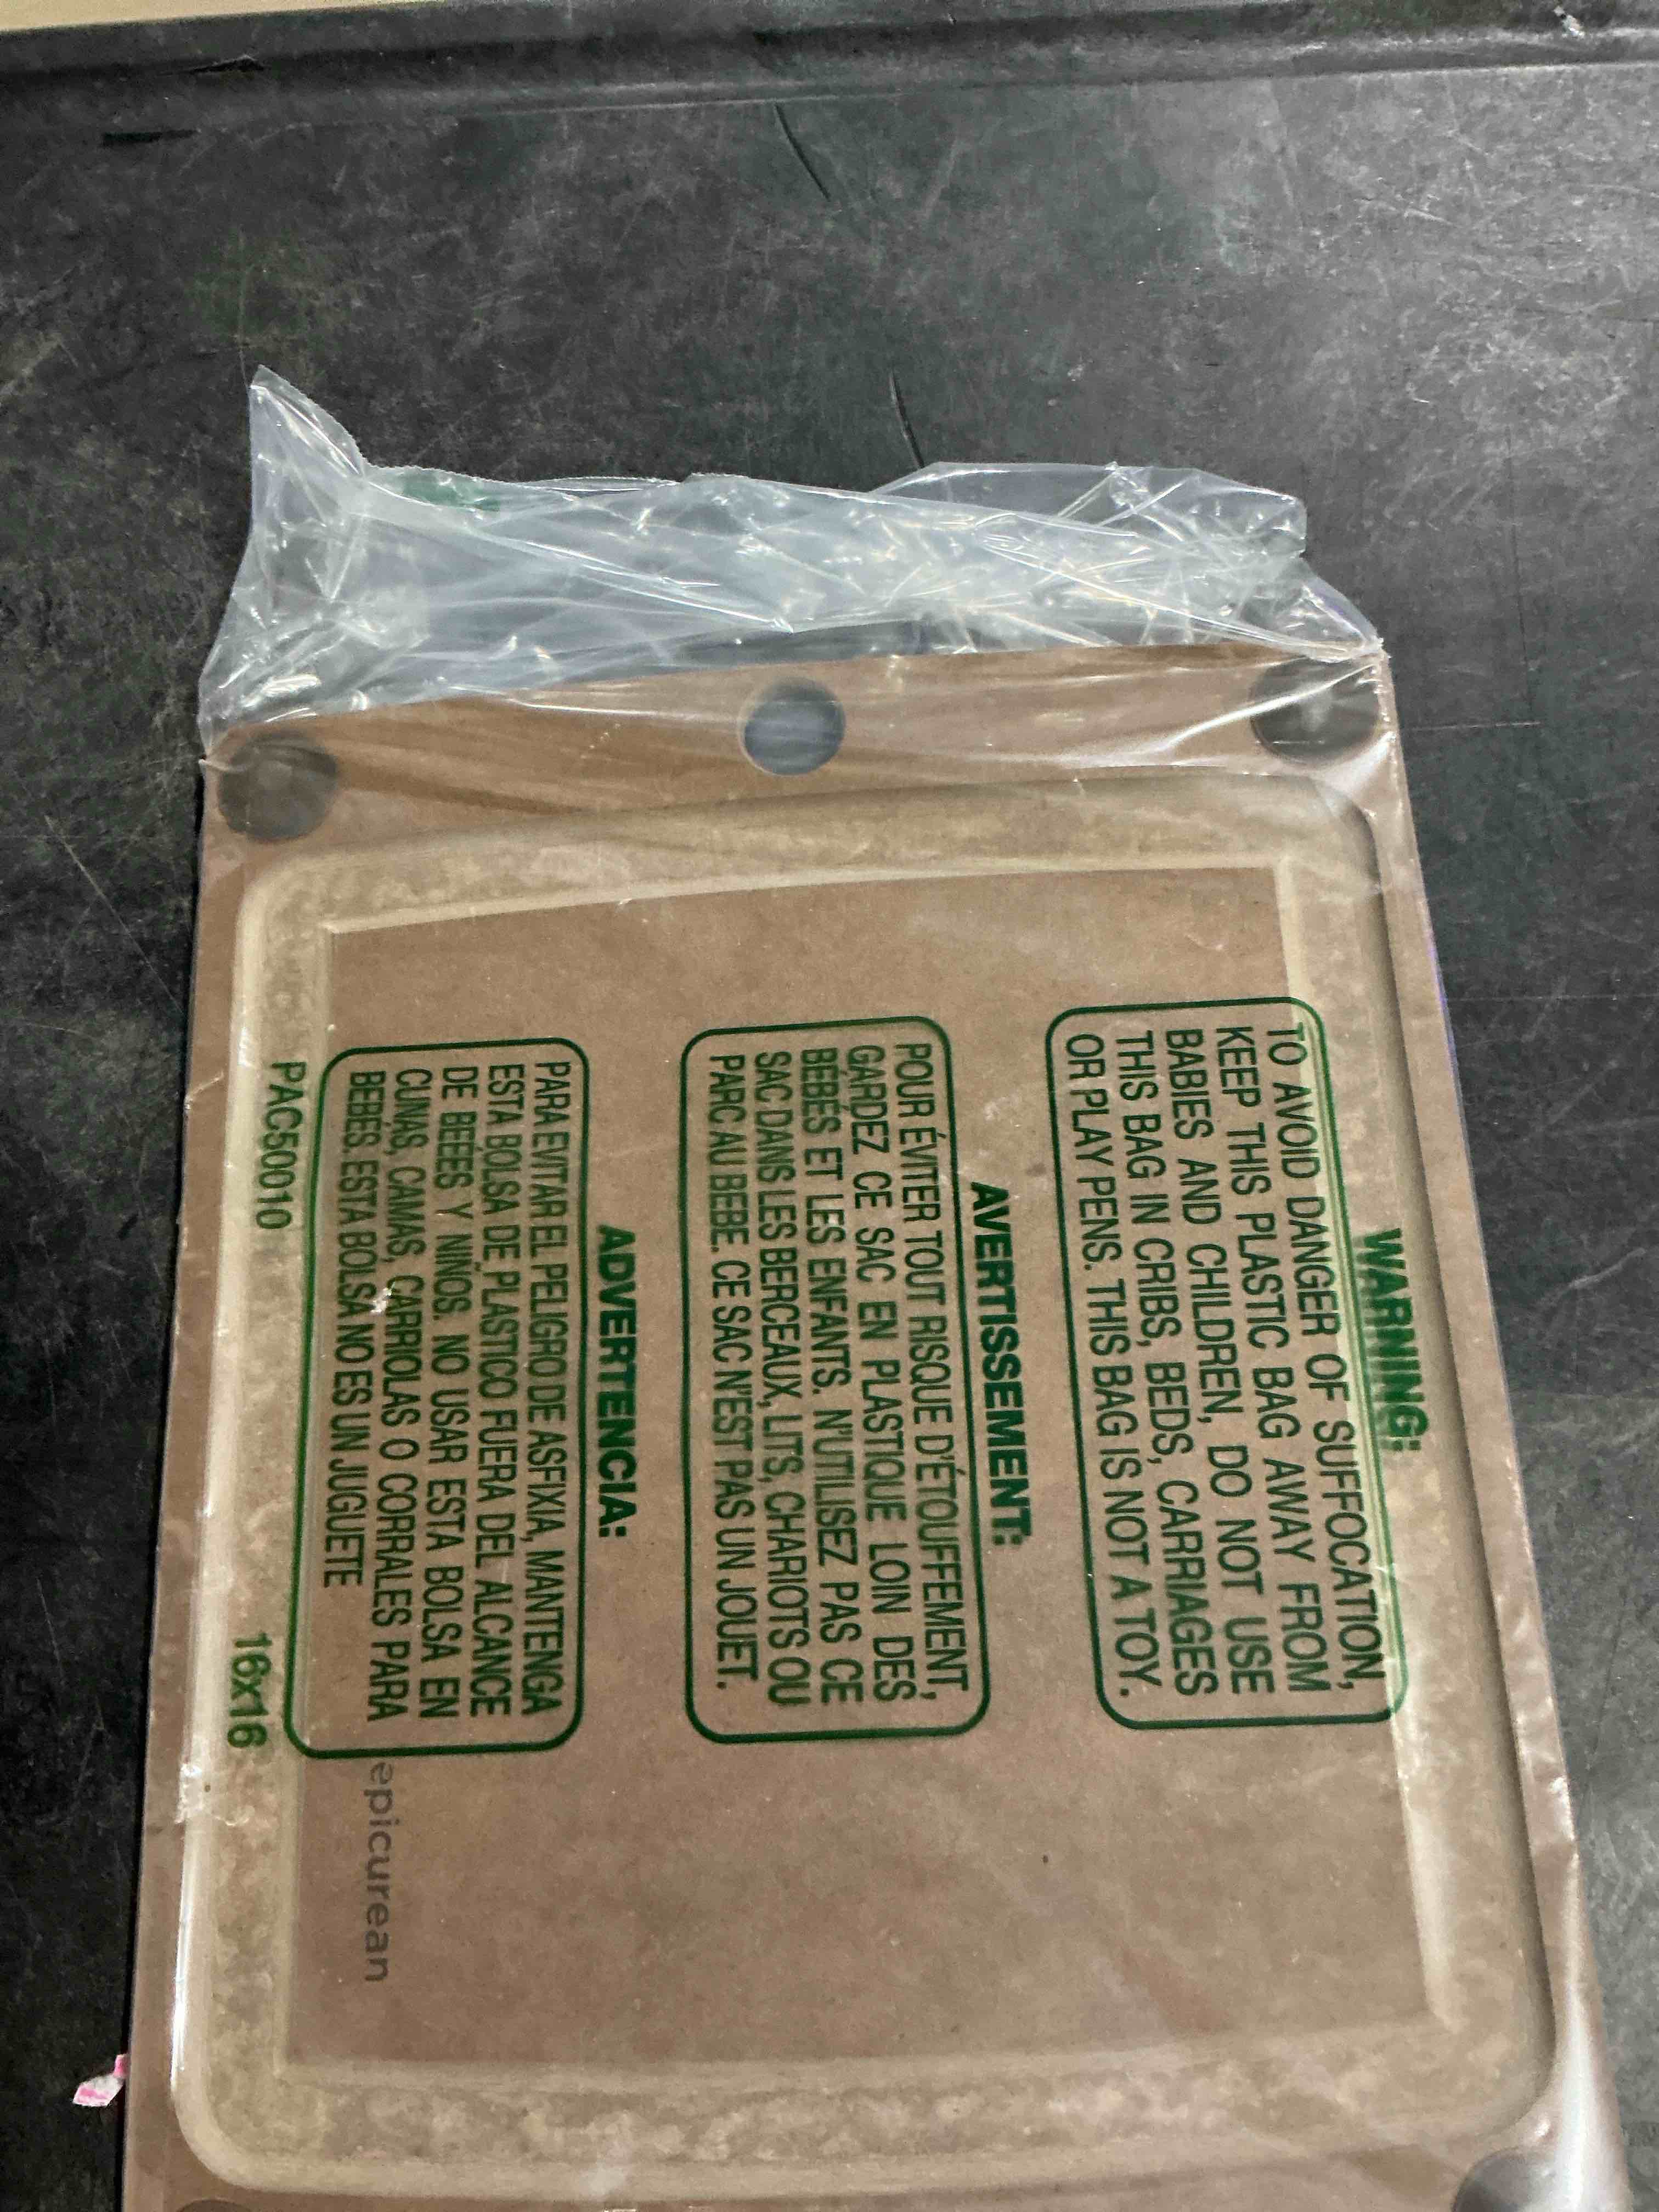 WARNING:
TO AVOID DANGER OF SUFFOCATION,
KEEP THIS PLASTIC BAG AWAY FROM
BABIES AND CHILDREN, DO NOT USE
THIS BAG IN CRIBS, BEDS, CARRIAGES
OR PLAY PENS. THIS BAG IS NOT A TOY.
AVERTISSEMENT:
POUR ÉVITER TOUT RISQUE D'ÉTOUFFEMENT,
GARDEZ CE SAC EN PLASTIQUE LOIN DES
BÉBÉS ET LES ENFANTS. N'UTILISEZ PAS CE
SAC DANS LES BERCEAUX, LITS, CHARIOTS OU
PARC AU BEBE. CE SAC N'EST PAS UN JOUET.
ADVERTENCIA:
PARA EVITAR EL PELIGRO DE ASFIXIA, MANTENGA
ESTA BOLSA DE PLASTICO FUERA DEL ALCANCE
DE BEÉES Y NIÑOS. NO USAR ESTA BOLSA EN
CUNAS, CAMAS, CARRIOLAS O CORRALES PARA
BEBÉS. ESTA BOLSA NO ES UN JUGUETE
PAC50010 16x16
epicurean